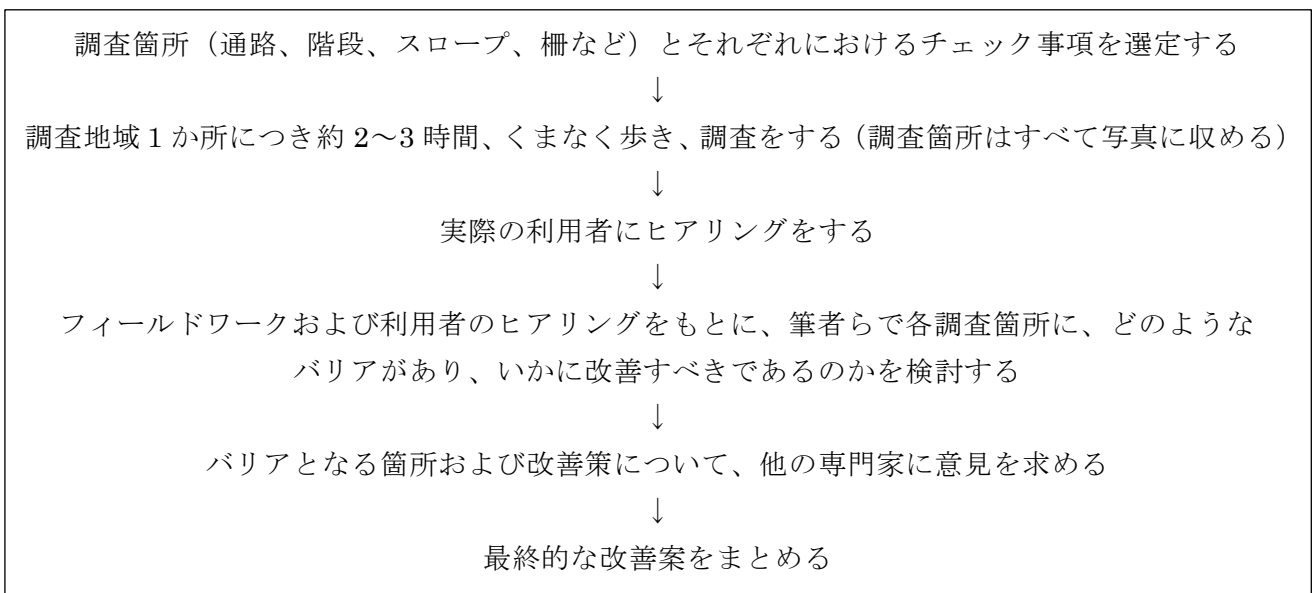 調査箇所（通路、階段、スロープ、柵など）とそれぞれにおけるチェック事項を選定する
↓
調査地域1か所につき約2～3時間、くまなく歩き、調査をする（調査箇所はすべて写真に収める）
↓
実際の利用者にヒアリングをする
↓
フィールドワークおよび利用者のヒアリングをもとに、筆者らで各調査箇所に、どのような
バリアがあり、いかに改善すべきであるのかを検討する
↓
バリアとなる箇所および改善策について、他の専門家に意見を求める
↓
最終的な改善案をまとめる